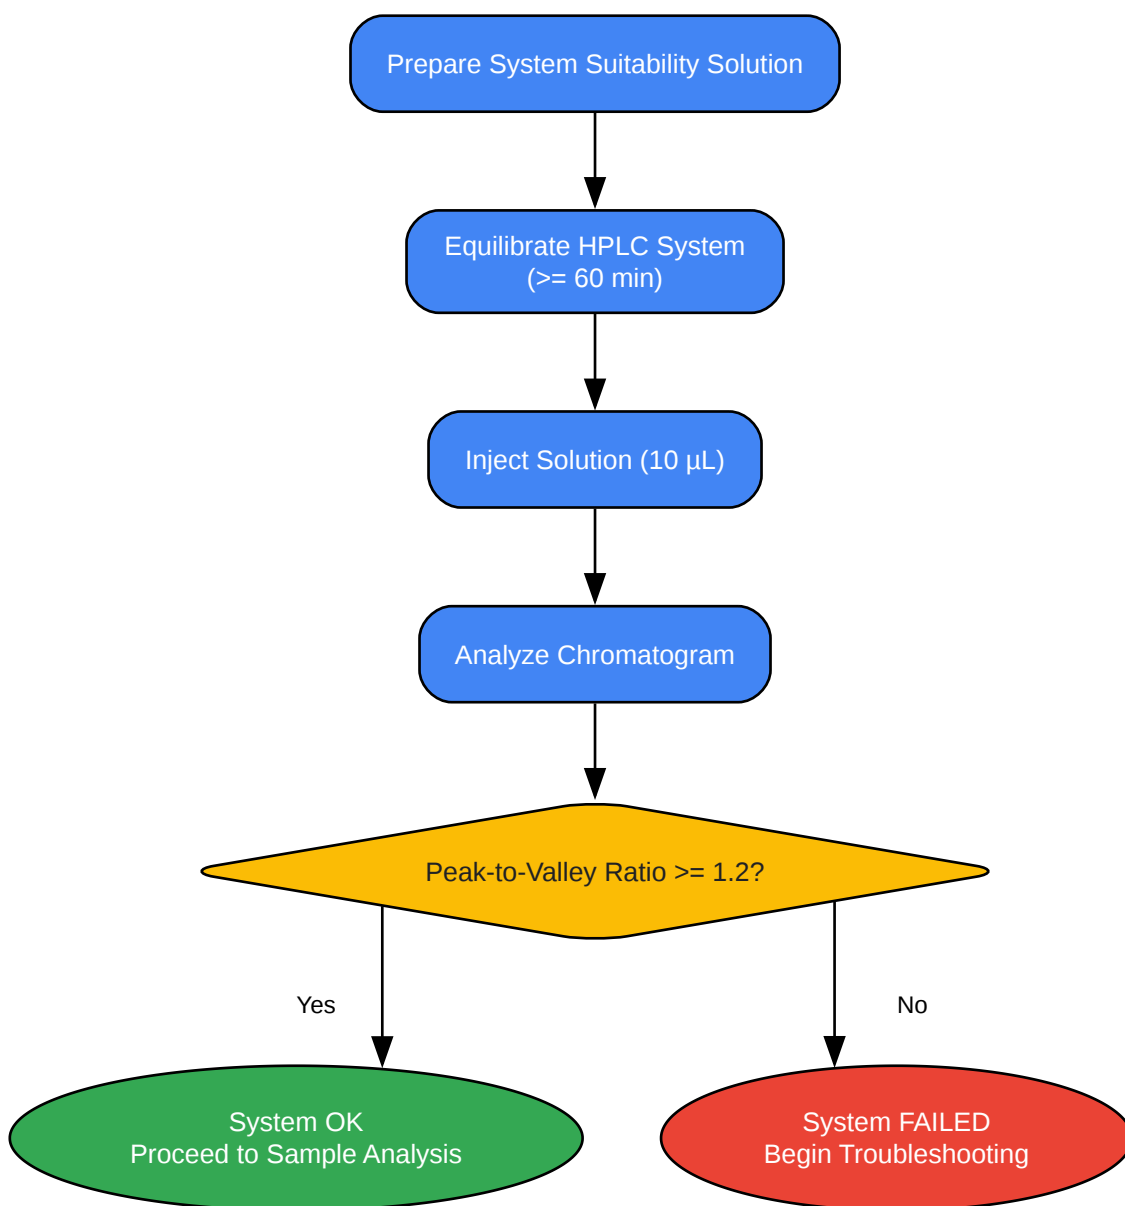 Prepare System Suitability Solution
Equilibrate HPLC System
(>= 60 min)
Inject Solution (10 µL)
Analyze Chromatogram
Peak-to-Valley Ratio >= 1.2?
Yes
No
System OK
Proceed to Sample Analysis
System FAILED
Begin Troubleshooting